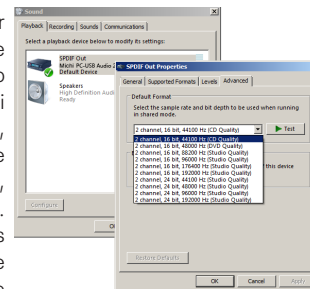 Sound
Playback Recording Sounds Communications
Select a playback device below to modify its settings:
SPDIF Out
Michi PC-USB Audio 2
Default Device
Speakers
High Definition Audi
Ready
Configure
SPDIF Out Properties
General Supported Formats Levels Advanced
Default Format
Select the sample rate and bit depth to be used when running
in shared mode.
2 channel, 16 bit, 44100 Hz (CD Quality)
Test
2 channel, 16 bit, 44100 Hz (CD Quality)
2 channel, 16 bit, 48000 Hz (DVD Quality)
2 channel, 16 bit, 88200 Hz (Studio Quality)
2 channel, 16 bit, 96000 Hz (Studio Quality)
2 channel, 16 bit, 176400 Hz (Studio Quality)
2 channel, 16 bit, 192000 Hz (Studio Quality)
2 channel, 24 bit, 44100 Hz (Studio Quality)
2 channel, 24 bit, 48000 Hz (Studio Quality)
2 channel, 24 bit, 96000 Hz (Studio Quality)
2 channel, 24 bit, 192000 Hz (Studio Quality)
this device
Restore Defaults
OK Cancel Apply